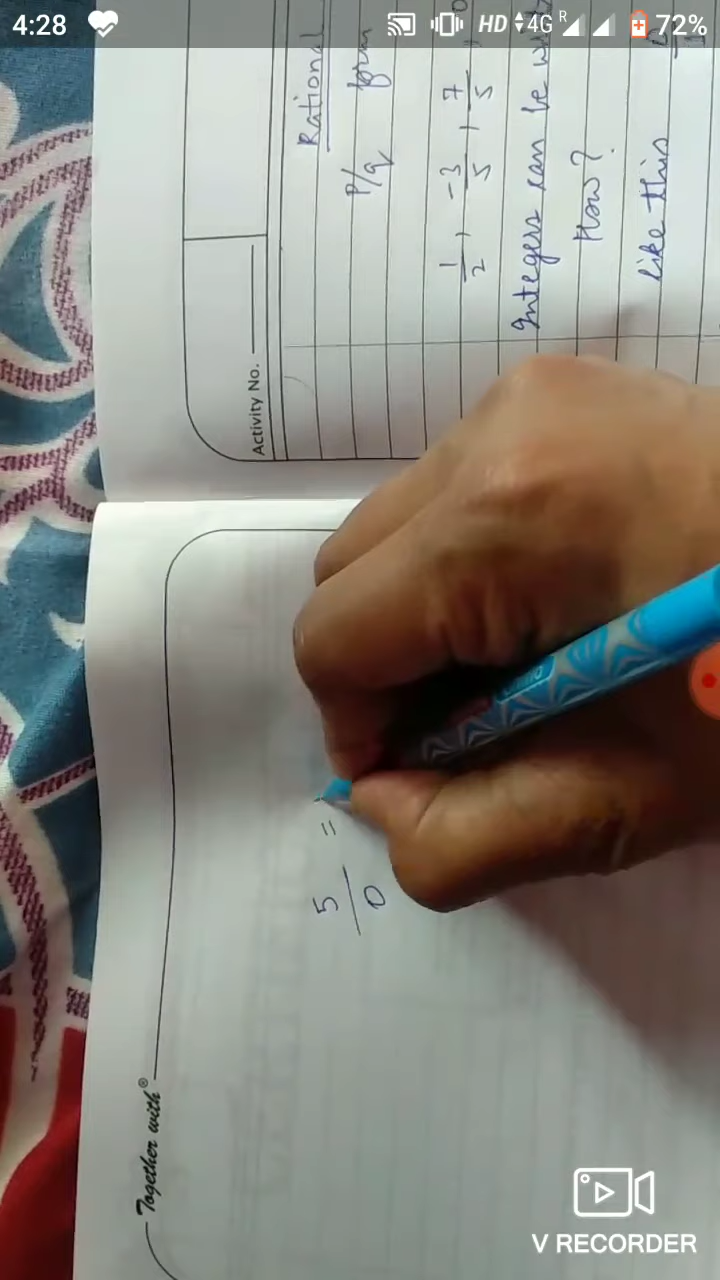 4:28 HD 4G R 72%
Activity No.
Rational
P/q form
1/2, -3/5, 7/5,
Integers can be
How?
like this
5/0 =
Together with®
V RECORDER